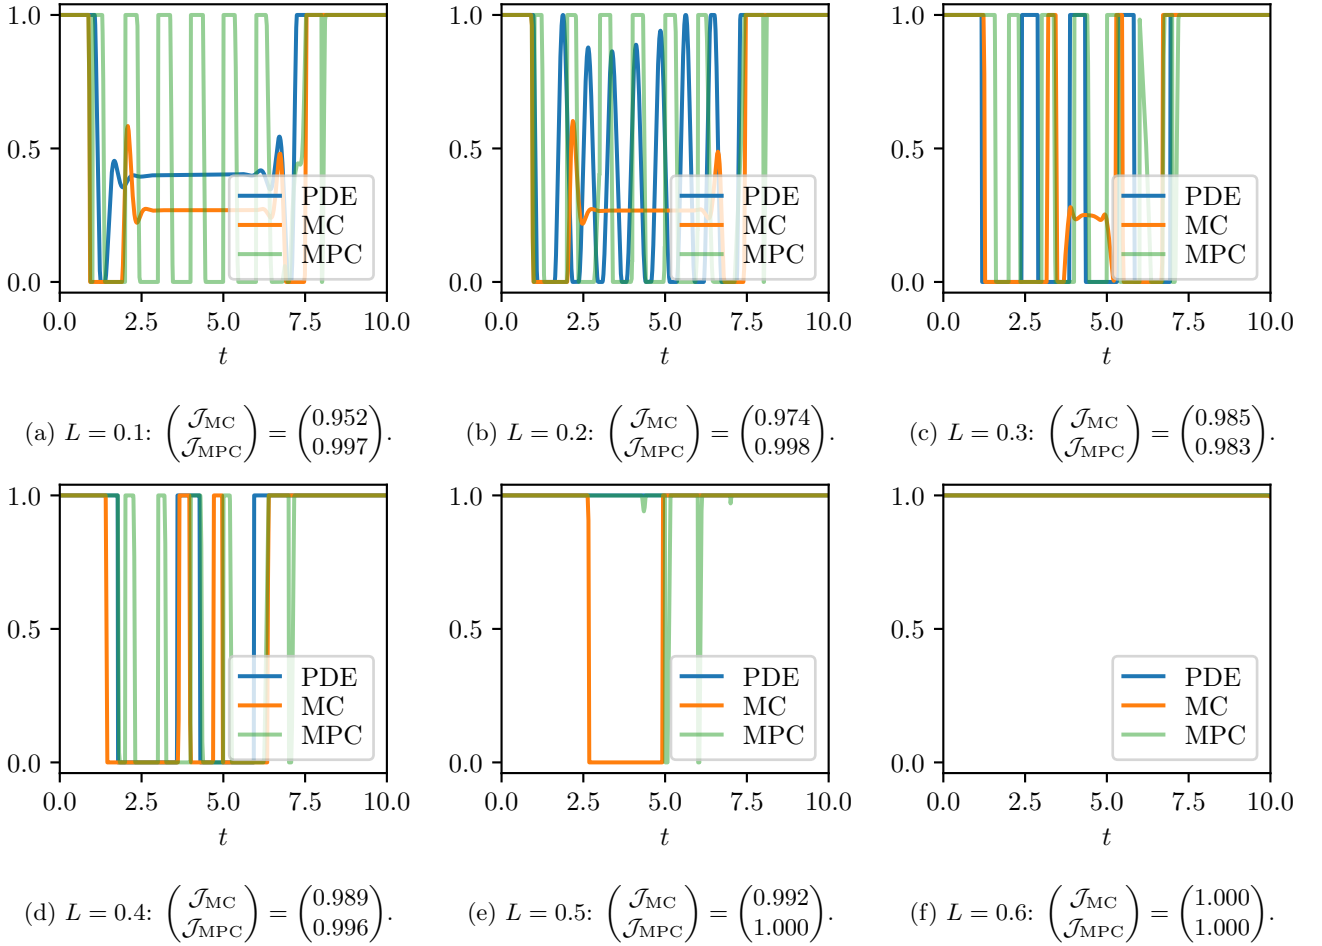 1.0
0.5
0.0
0.0 2.5 5.0 7.5 10.0
t
PDE
MC
MPC
(a) L = 0.1: (𝒥MC 𝒥MPC) = (0.952 0.997).
1.0
0.5
0.0
0.0 2.5 5.0 7.5 10.0
t
PDE
MC
MPC
(b) L = 0.2: (𝒥MC 𝒥MPC) = (0.974 0.998).
1.0
0.5
0.0
0.0 2.5 5.0 7.5 10.0
t
PDE
MC
MPC
(c) L = 0.3: (𝒥MC 𝒥MPC) = (0.985 0.983).
1.0
0.5
0.0
0.0 2.5 5.0 7.5 10.0
t
PDE
MC
MPC
(d) L = 0.4: (𝒥MC 𝒥MPC) = (0.989 0.996).
1.0
0.5
0.0
0.0 2.5 5.0 7.5 10.0
t
PDE
MC
MPC
(e) L = 0.5: (𝒥MC 𝒥MPC) = (0.992 1.000).
1.0
0.5
0.0
0.0 2.5 5.0 7.5 10.0
t
PDE
MC
MPC
(f) L = 0.6: (𝒥MC 𝒥MPC) = (1.000 1.000).